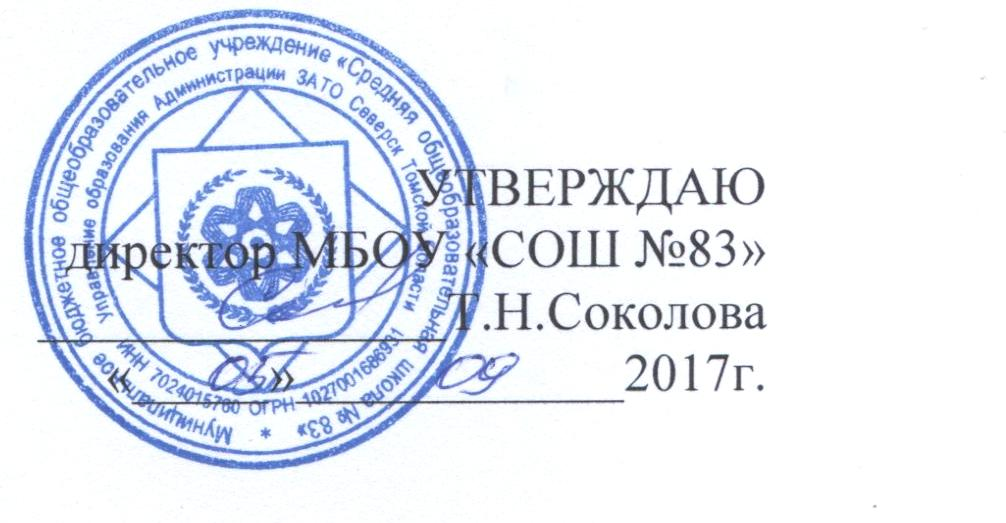 УТВЕРЖДАЮ
директор МБОУ «СОШ №83»
Т.Н.Соколова
«05» 09 2017г.
Муниципальное бюджетное общеобразовательное учреждение «Средняя общеобразовательная школа № 83» *
Управление образования Администрации ЗАТО Северск Томской области
ИНН 7024015760 ОГРН 1027001686931